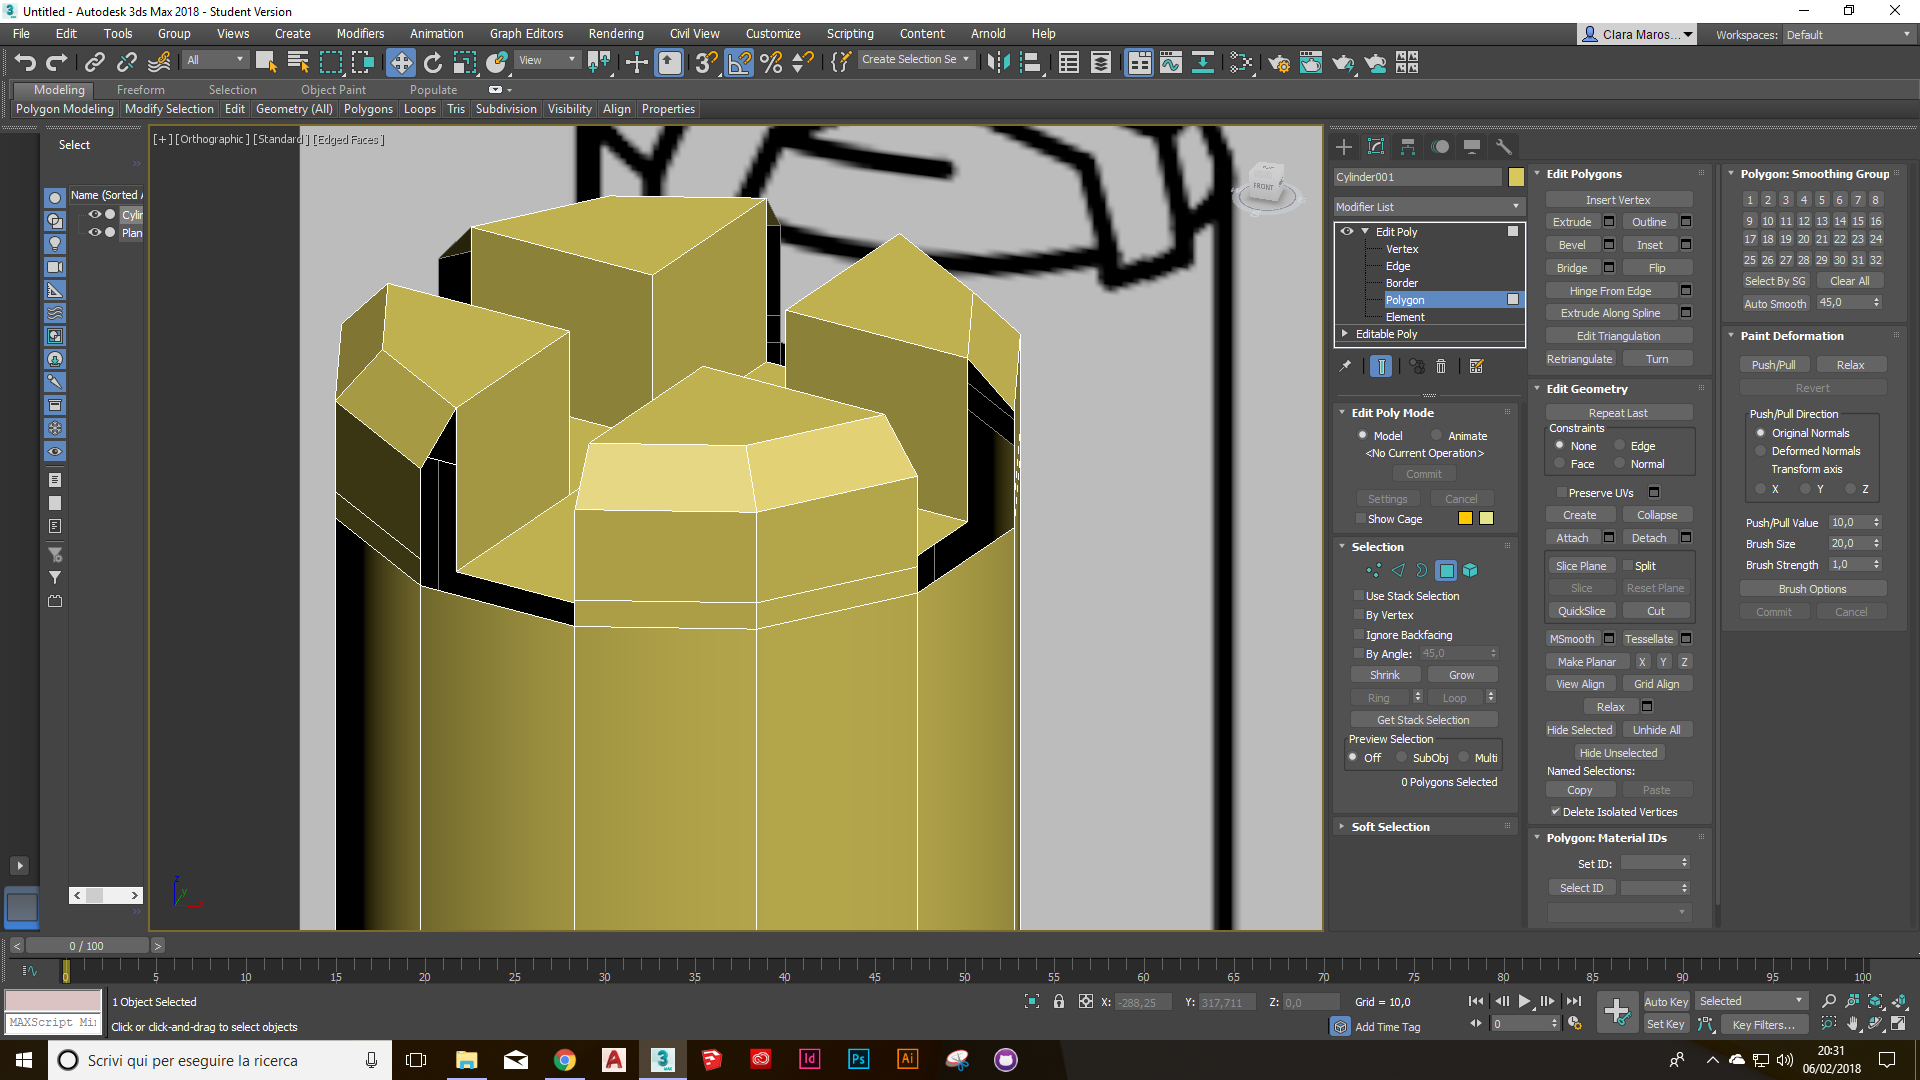 Untitled - Autodesk 3ds Max 2018 - Student Version
File Edit Tools Group Views Create Modifiers Animation Graph Editors Rendering Civil View Customize Scripting Content Arnold Help
Clara Maros... Workspaces: Default
All View Create Selection Se
Modeling Freeform Selection Object Paint Populate
Polygon Modeling Modify Selection Edit Geometry (All) Polygons Loops Tris Subdivision Visibility Align Properties
Select
Name (Sorted A
Cylin
Plan
[+] [Orthographic] [Standard] [Edged Faces]
FRONT
Cylinder001
Modifier List
Edit Poly
Vertex
Edge
Border
Polygon
Element
Editable Poly
Edit Poly Mode
Model Animate
<No Current Operation>
Commit
Settings Cancel
Show Cage
Selection
Use Stack Selection
By Vertex
Ignore Backfacing
By Angle: 45,0
Shrink Grow
Ring Loop
Get Stack Selection
Preview Selection
Off SubObj Multi
0 Polygons Selected
Soft Selection
Edit Polygons
Insert Vertex
Extrude Outline
Bevel Inset
Bridge Flip
Hinge From Edge
Extrude Along Spline
Edit Triangulation
Retriangulate Turn
Edit Geometry
Repeat Last
Constraints
None Edge
Face Normal
Preserve UVs
Create Collapse
Attach Detach
Slice Plane Split
Slice Reset Plane
QuickSlice Cut
MSmooth Tessellate
Make Planar X Y Z
View Align Grid Align
Relax
Hide Selected Unhide All
Hide Unselected
Named Selections:
Copy Paste
Delete Isolated Vertices
Polygon: Material IDs
Set ID:
Select ID
Polygon: Smoothing Group
1 2 3 4 5 6 7 8
9 10 11 12 13 14 15 16
17 18 19 20 21 22 23 24
25 26 27 28 29 30 31 32
Select By SG Clear All
Auto Smooth 45,0
Paint Deformation
Push/Pull Relax
Revert
Push/Pull Direction
Original Normals
Deformed Normals
Transform axis
X Y Z
Push/Pull Value 10,0
Brush Size 20,0
Brush Strength 1,0
Brush Options
Commit Cancel
z
y
< 0 / 100 >
0 5 10 15 20 25 30 35 40 45 50 55 60 65 70 75 80 85 90 95 100
1 Object Selected X: -288,25 Y: 317,711 Z: 0,0 Grid = 10,0 Auto Key Selected
MAXScript Mi Click or click-and-drag to select objects Add Time Tag 0 Set Key Key Filters...
Scrivi qui per eseguire la ricerca
20:31
06/02/2018